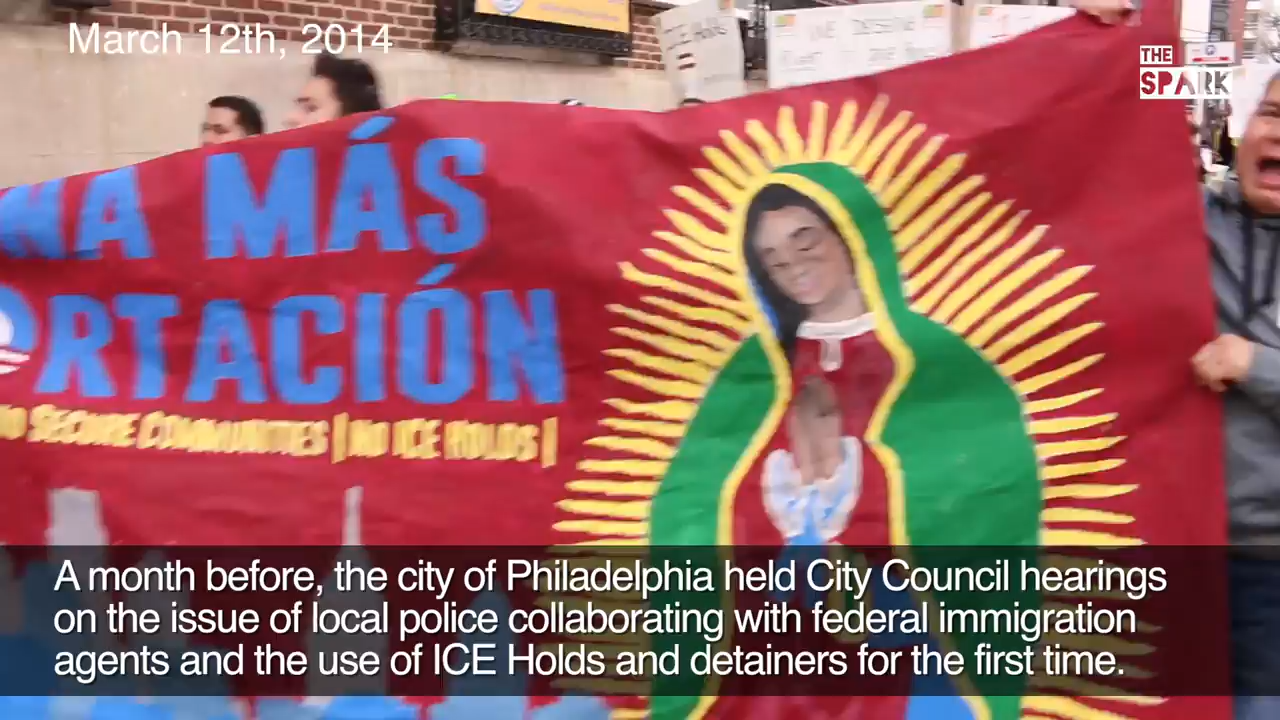 March 12th, 2014
THE
SPARK
NA MÁS
RTACIÓN
SECURE COMMUNITIES | NO ICE HOLDS |
A month before, the city of Philadelphia held City Council hearings
on the issue of local police collaborating with federal immigration
agents and the use of ICE Holds and detainers for the first time.